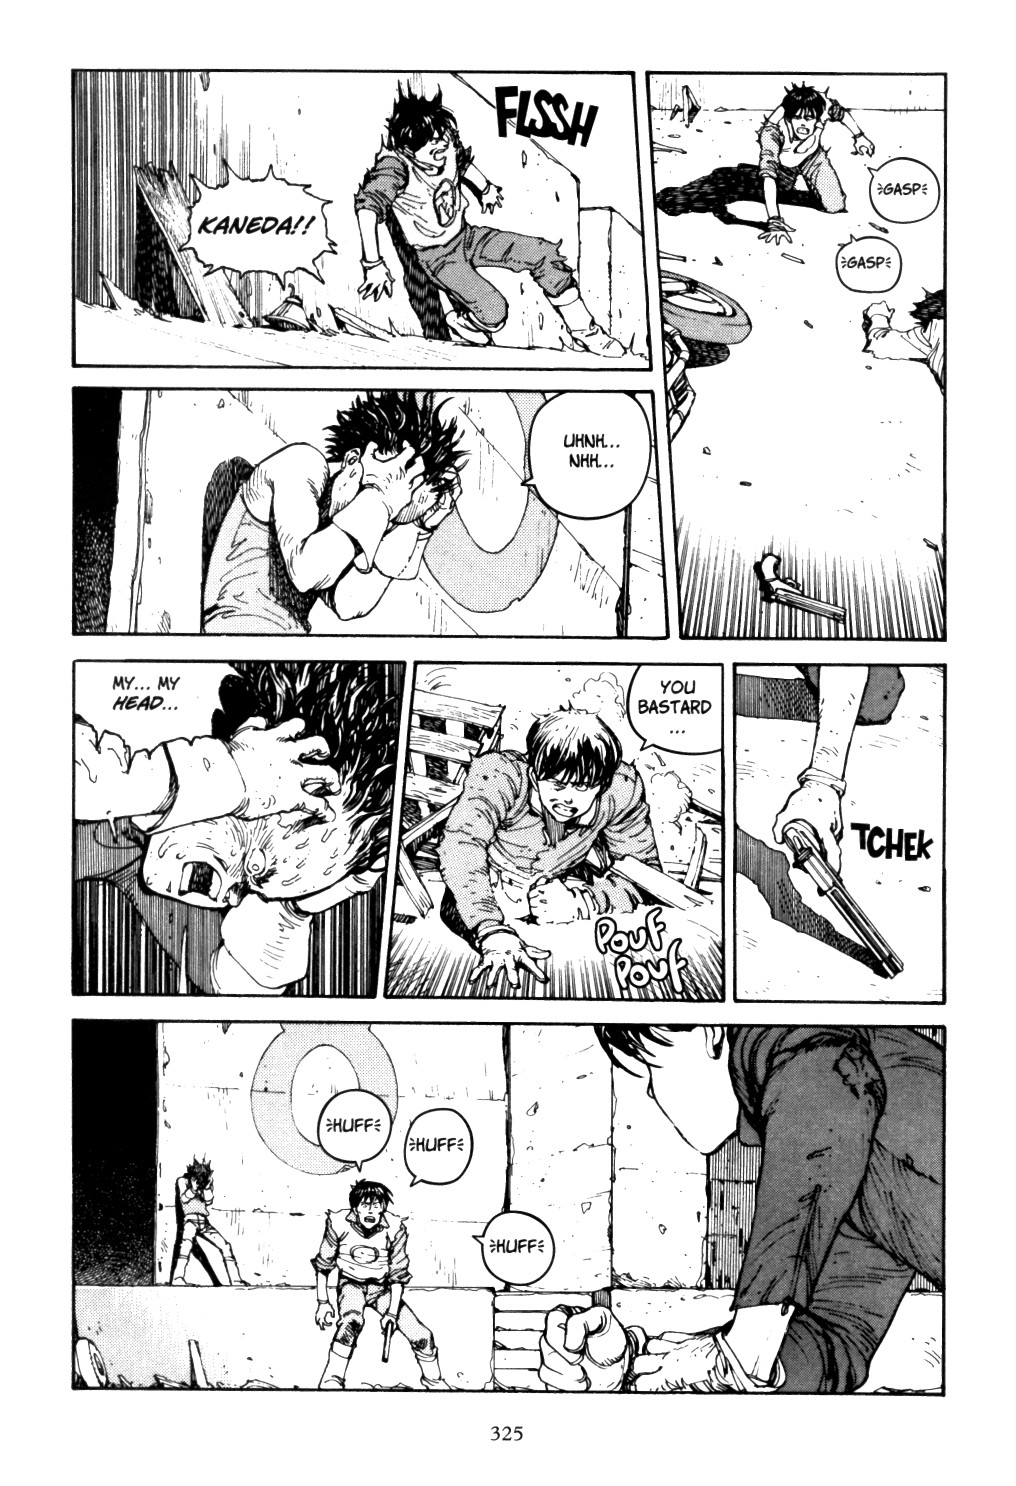 FLSSH
KANEDA!!
GASP
GASP
UHNH...
NHH...
MY... MY
HEAD...
YOU
BASTARD
...
POUF
POUF
TCHEK
HUFF
HUFF
HUFF
325